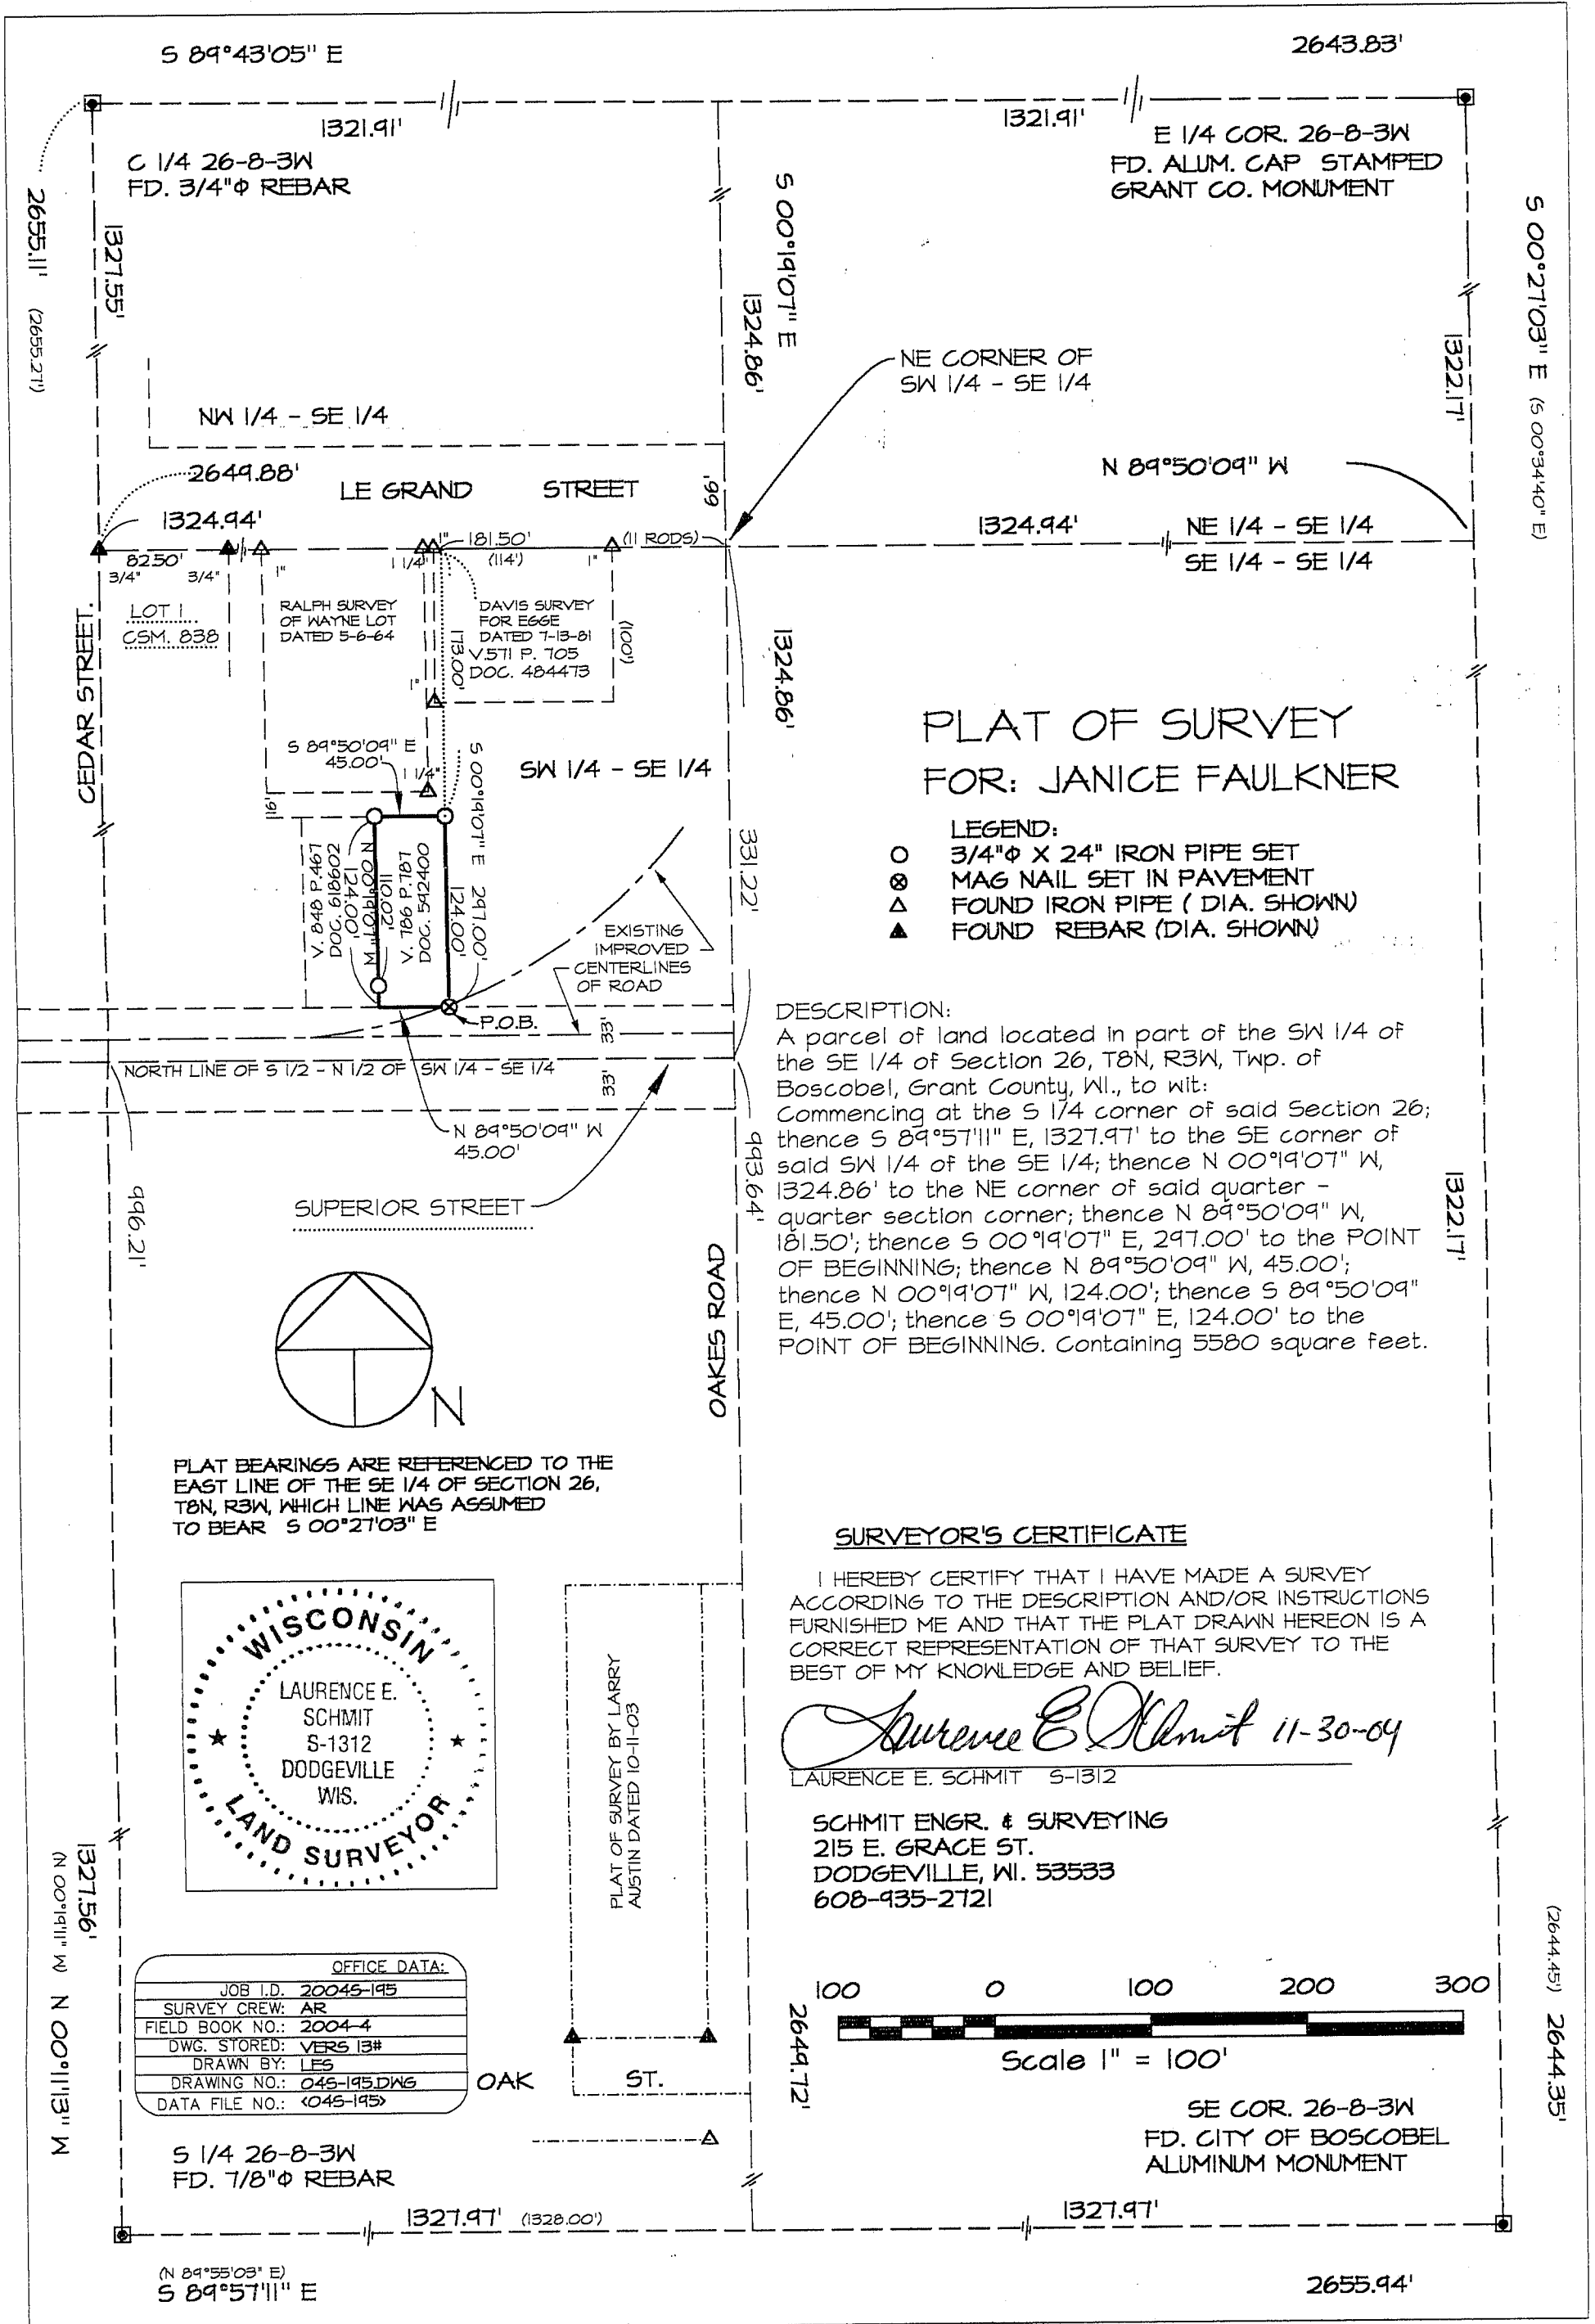 S 89°43'05" E
2643.83'
1321.91'
1321.91'
C 1/4 26-8-3W
FD. 3/4"Φ REBAR
E 1/4 COR. 26-8-3W
FD. ALUM. CAP STAMPED
GRANT CO. MONUMENT
2655.11' (2655.27')
1327.55'
S 00°19'07" E
1324.86'
S 00°27'03" E (S 00°34'40" E)
1322.17'
NE CORNER OF
SW 1/4 - SE 1/4
NW 1/4 - SE 1/4
2649.88'
LE GRAND STREET
66'
N 89°50'09" W
1324.94'
1324.94'
NE 1/4 - SE 1/4
SE 1/4 - SE 1/4
82.50'
3/4" 3/4"
1"
1 1/4"
1"
181.50'
(114')
1"
(11 RODS)
LOT 1
CSM. 838
RALPH SURVEY
OF WAYNE LOT
DATED 5-6-64
DAVIS SURVEY
FOR EGGE
DATED 7-13-81
V.571 P. 705
DOC. 484473
173.00'
(100')
1"
1324.86'
CEDAR STREET.
S 89°50'09" E
45.00'
1 1/4"
16'
SW 1/4 - SE 1/4
S 00°19'07" E 297.00'
124.00'
V. 848 P.467
DOC. 618602
124.00'
N 00°19'07" W
110.02'
V. 786 P.787
DOC. 542400
331.22'
EXISTING
IMPROVED
CENTERLINES
OF ROAD
P.O.B.
33'
NORTH LINE OF S 1/2 - N 1/2 OF SW 1/4 - SE 1/4
33'
N 89°50'09" W
45.00'
SUPERIOR STREET
996.21'
993.64'
OAKES ROAD
PLAT OF SURVEY
FOR: JANICE FAULKNER
LEGEND:
3/4"Φ X 24" IRON PIPE SET
MAG NAIL SET IN PAVEMENT
FOUND IRON PIPE ( DIA. SHOWN)
FOUND REBAR (DIA. SHOWN)
DESCRIPTION:
A parcel of land located in part of the SW 1/4 of
the SE 1/4 of Section 26, T8N, R3W, Twp. of
Boscobel, Grant County, WI., to wit:
Commencing at the S 1/4 corner of said Section 26;
thence S 89°57'11" E, 1327.97' to the SE corner of
said SW 1/4 of the SE 1/4; thence N 00°19'07" W,
1324.86' to the NE corner of said quarter -
quarter section corner; thence N 89°50'09" W,
181.50'; thence S 00°19'07" E, 297.00' to the POINT
OF BEGINNING; thence N 89°50'09" W, 45.00';
thence N 00°19'07" W, 124.00'; thence S 89°50'09"
E, 45.00'; thence S 00°19'07" E, 124.00' to the
POINT OF BEGINNING. Containing 5580 square feet.
1322.17'
N
PLAT BEARINGS ARE REFERENCED TO THE
EAST LINE OF THE SE 1/4 OF SECTION 26,
T8N, R3W, WHICH LINE WAS ASSUMED
TO BEAR S 00°27'03" E
WISCONSIN
LAURENCE E.
SCHMIT
S-1312
DODGEVILLE
WIS.
LAND SURVEYOR
PLAT OF SURVEY BY LARRY
AUSTIN DATED 10-11-03
SURVEYOR'S CERTIFICATE
I HEREBY CERTIFY THAT I HAVE MADE A SURVEY
ACCORDING TO THE DESCRIPTION AND/OR INSTRUCTIONS
FURNISHED ME AND THAT THE PLAT DRAWN HEREON IS A
CORRECT REPRESENTATION OF THAT SURVEY TO THE
BEST OF MY KNOWLEDGE AND BELIEF.
Laurence E Schmit 11-30-04
LAURENCE E. SCHMIT S-1312
SCHMIT ENGR. & SURVEYING
215 E. GRACE ST.
DODGEVILLE, WI. 53533
608-935-2721
1327.56'
(N 00°19'11" W) N 00°11'13" W
OFFICE DATA:
JOB I.D. 2004S-195
SURVEY CREW: AR
FIELD BOOK NO.: 2004-4
DWG. STORED: VERS 13#
DRAWN BY: LES
DRAWING NO.: 04S-195.DWG
DATA FILE NO.: <04S-195>
OAK ST.
2649.72'
100 0 100 200 300
Scale 1" = 100'
(2644.45') 2644.35'
SE COR. 26-8-3W
FD. CITY OF BOSCOBEL
ALUMINUM MONUMENT
S 1/4 26-8-3W
FD. 7/8"Φ REBAR
1327.97' (1328.00')
1327.97'
(N 89°55'03" E)
S 89°57'11" E
2655.94'